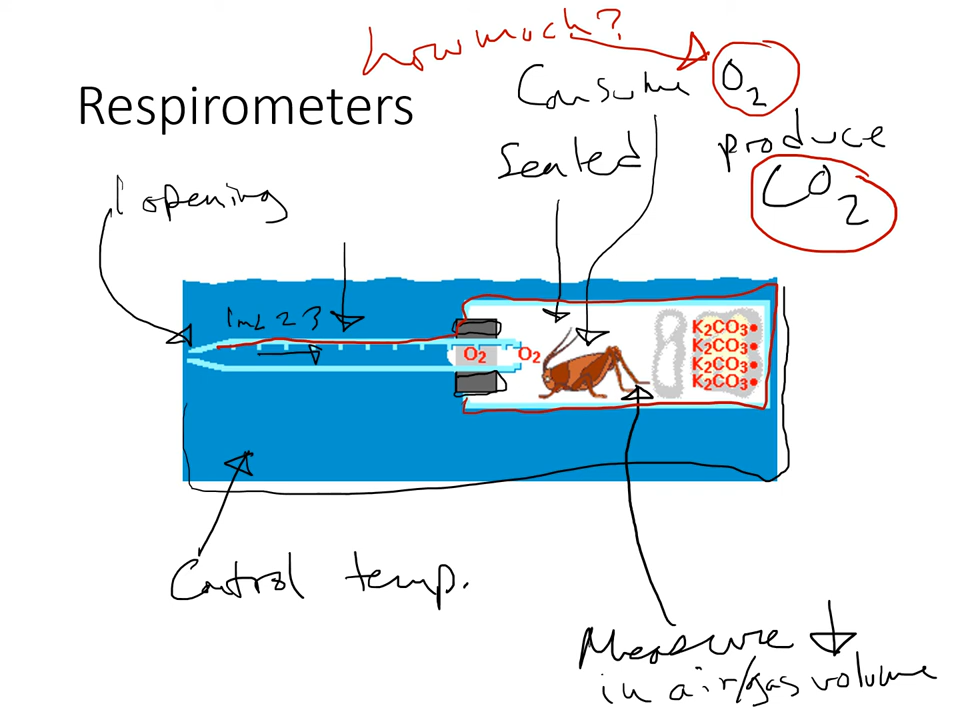 how much?
O2
Consume
Respirometers
produce
Sealed
CO2
1 opening
1mL 2 3
K2CO3•
O2 O2
K2CO3•
K2CO3•
K2CO3•
Control temp.
Measure ↓
in air/gas volume